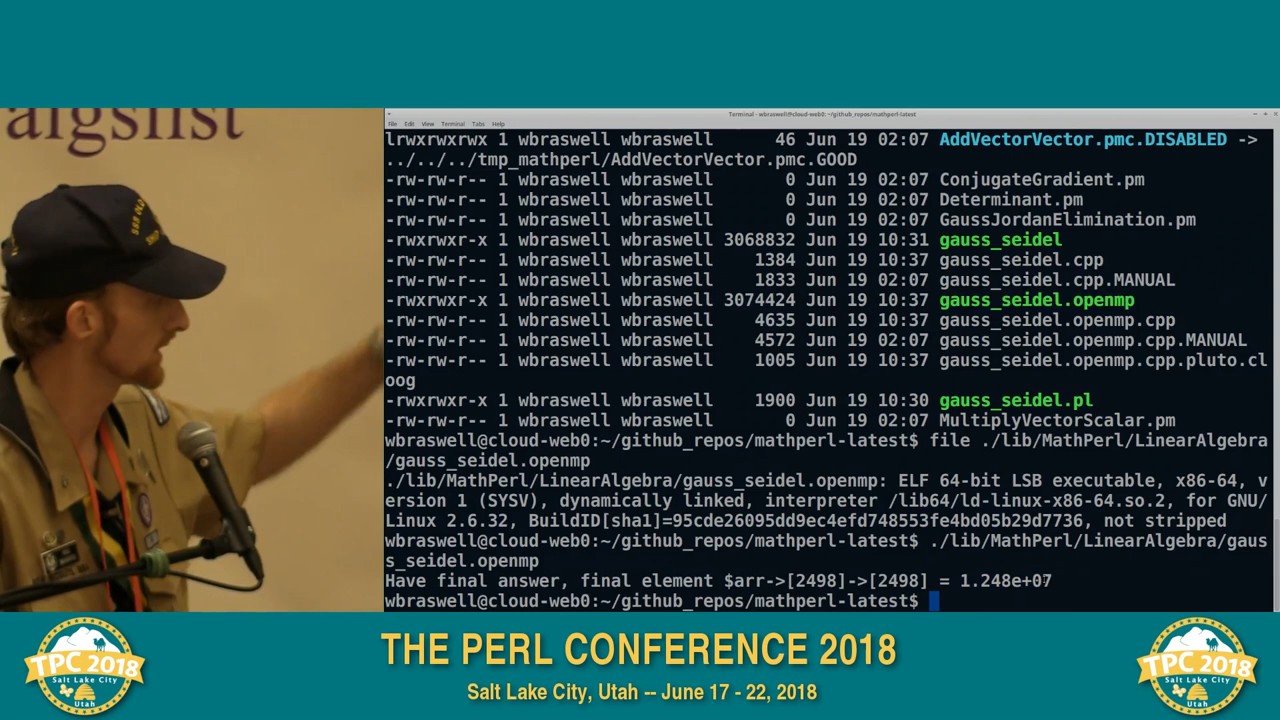 aigslist
Terminal - wbraswell@cloud-web0:~/github_repos/mathperl-latest
File Edit View Terminal Tabs Help
lrwxrwxrwx 1 wbraswell wbraswell 46 Jun 19 02:07 AddVectorVector.pmc.DISABLED ->
../../../tmp_mathperl/AddVectorVector.pmc.GOOD
-rw-rw-r-- 1 wbraswell wbraswell 0 Jun 19 02:07 ConjugateGradient.pm
-rw-rw-r-- 1 wbraswell wbraswell 0 Jun 19 02:07 Determinant.pm
-rw-rw-r-- 1 wbraswell wbraswell 0 Jun 19 02:07 GaussJordanElimination.pm
-rwxrwxr-x 1 wbraswell wbraswell 3068832 Jun 19 10:31 gauss_seidel
-rw-rw-r-- 1 wbraswell wbraswell 1384 Jun 19 10:37 gauss_seidel.cpp
-rw-rw-r-- 1 wbraswell wbraswell 1833 Jun 19 02:07 gauss_seidel.cpp.MANUAL
-rwxrwxr-x 1 wbraswell wbraswell 3074424 Jun 19 10:37 gauss_seidel.openmp
-rw-rw-r-- 1 wbraswell wbraswell 4635 Jun 19 10:37 gauss_seidel.openmp.cpp
-rw-rw-r-- 1 wbraswell wbraswell 4572 Jun 19 02:07 gauss_seidel.openmp.cpp.MANUAL
-rw-rw-r-- 1 wbraswell wbraswell 1005 Jun 19 10:37 gauss_seidel.openmp.cpp.pluto.cl
oog
-rwxrwxr-x 1 wbraswell wbraswell 1900 Jun 19 10:30 gauss_seidel.pl
-rw-rw-r-- 1 wbraswell wbraswell 0 Jun 19 02:07 MultiplyVectorScalar.pm
wbraswell@cloud-web0:~/github_repos/mathperl-latest$ file ./lib/MathPerl/LinearAlgebra
/gauss_seidel.openmp
./lib/MathPerl/LinearAlgebra/gauss_seidel.openmp: ELF 64-bit LSB executable, x86-64, v
ersion 1 (SYSV), dynamically linked, interpreter /lib64/ld-linux-x86-64.so.2, for GNU/
Linux 2.6.32, BuildID[sha1]=95cde26095dd9ec4efd748553fe4bd05b29d7736, not stripped
wbraswell@cloud-web0:~/github_repos/mathperl-latest$ ./lib/MathPerl/LinearAlgebra/gaus
s_seidel.openmp
Have final answer, final element $arr->[2498]->[2498] = 1.248e+07
wbraswell@cloud-web0:~/github_repos/mathperl-latest$
TPC 2018
Salt Lake City
Utah
THE PERL CONFERENCE 2018
Salt Lake City, Utah -- June 17 - 22, 2018
TPC 2018
Salt Lake City
Utah